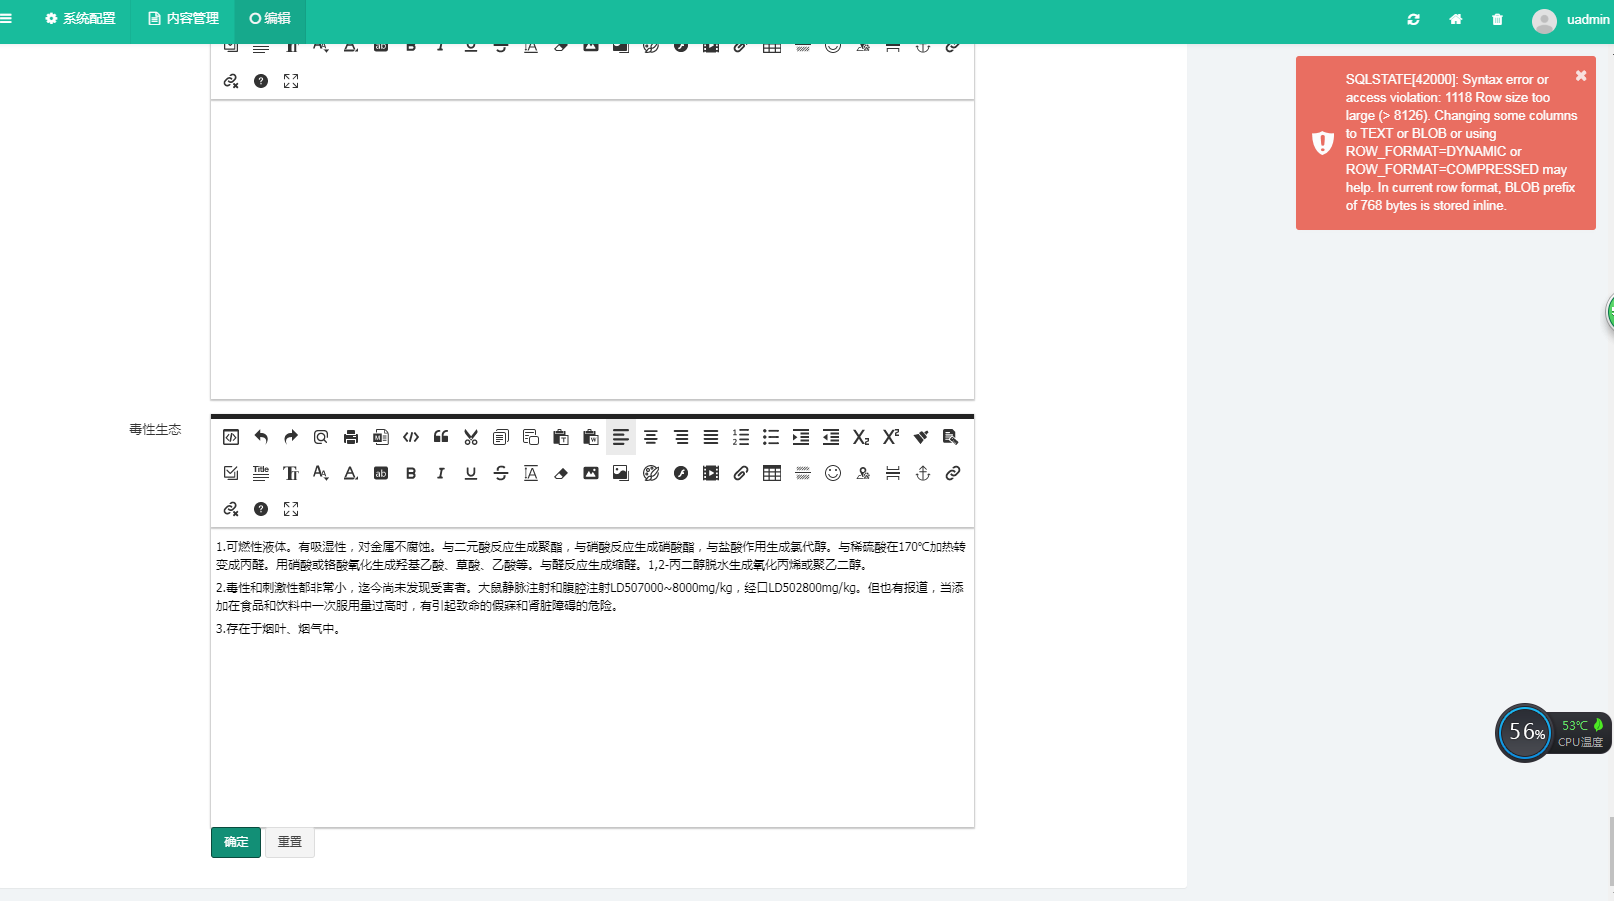 系统配置 内容管理 编辑 uadmin
SQLSTATE[42000]: Syntax error or
access violation: 1118 Row size too
large (> 8126). Changing some columns
to TEXT or BLOB or using
ROW_FORMAT=DYNAMIC or
ROW_FORMAT=COMPRESSED may
help. In current row format, BLOB prefix
of 768 bytes is stored inline.
毒性生态
1.可燃性液体。有吸湿性，对金属不腐蚀。与二元酸反应生成聚酯，与硝酸反应生成硝酸酯，与盐酸作用生成氯代醇。与稀硫酸在170℃加热转
变成丙醛。用硝酸或铬酸氧化生成羟基乙酸、草酸、乙酸等。与醛反应生成缩醛。1,2-丙二醇脱水生成氧化丙烯或聚乙二醇。
2.毒性和刺激性都非常小，迄今尚未发现受害者。大鼠静脉注射和腹腔注射LD507000~8000mg/kg，经口LD502800mg/kg。但也有报道，当添
加在食品和饮料中一次服用量过高时，有引起致命的假寐和肾脏障碍的危险。
3.存在于烟叶、烟气中。
确定 重置
56% 53℃
CPU温度